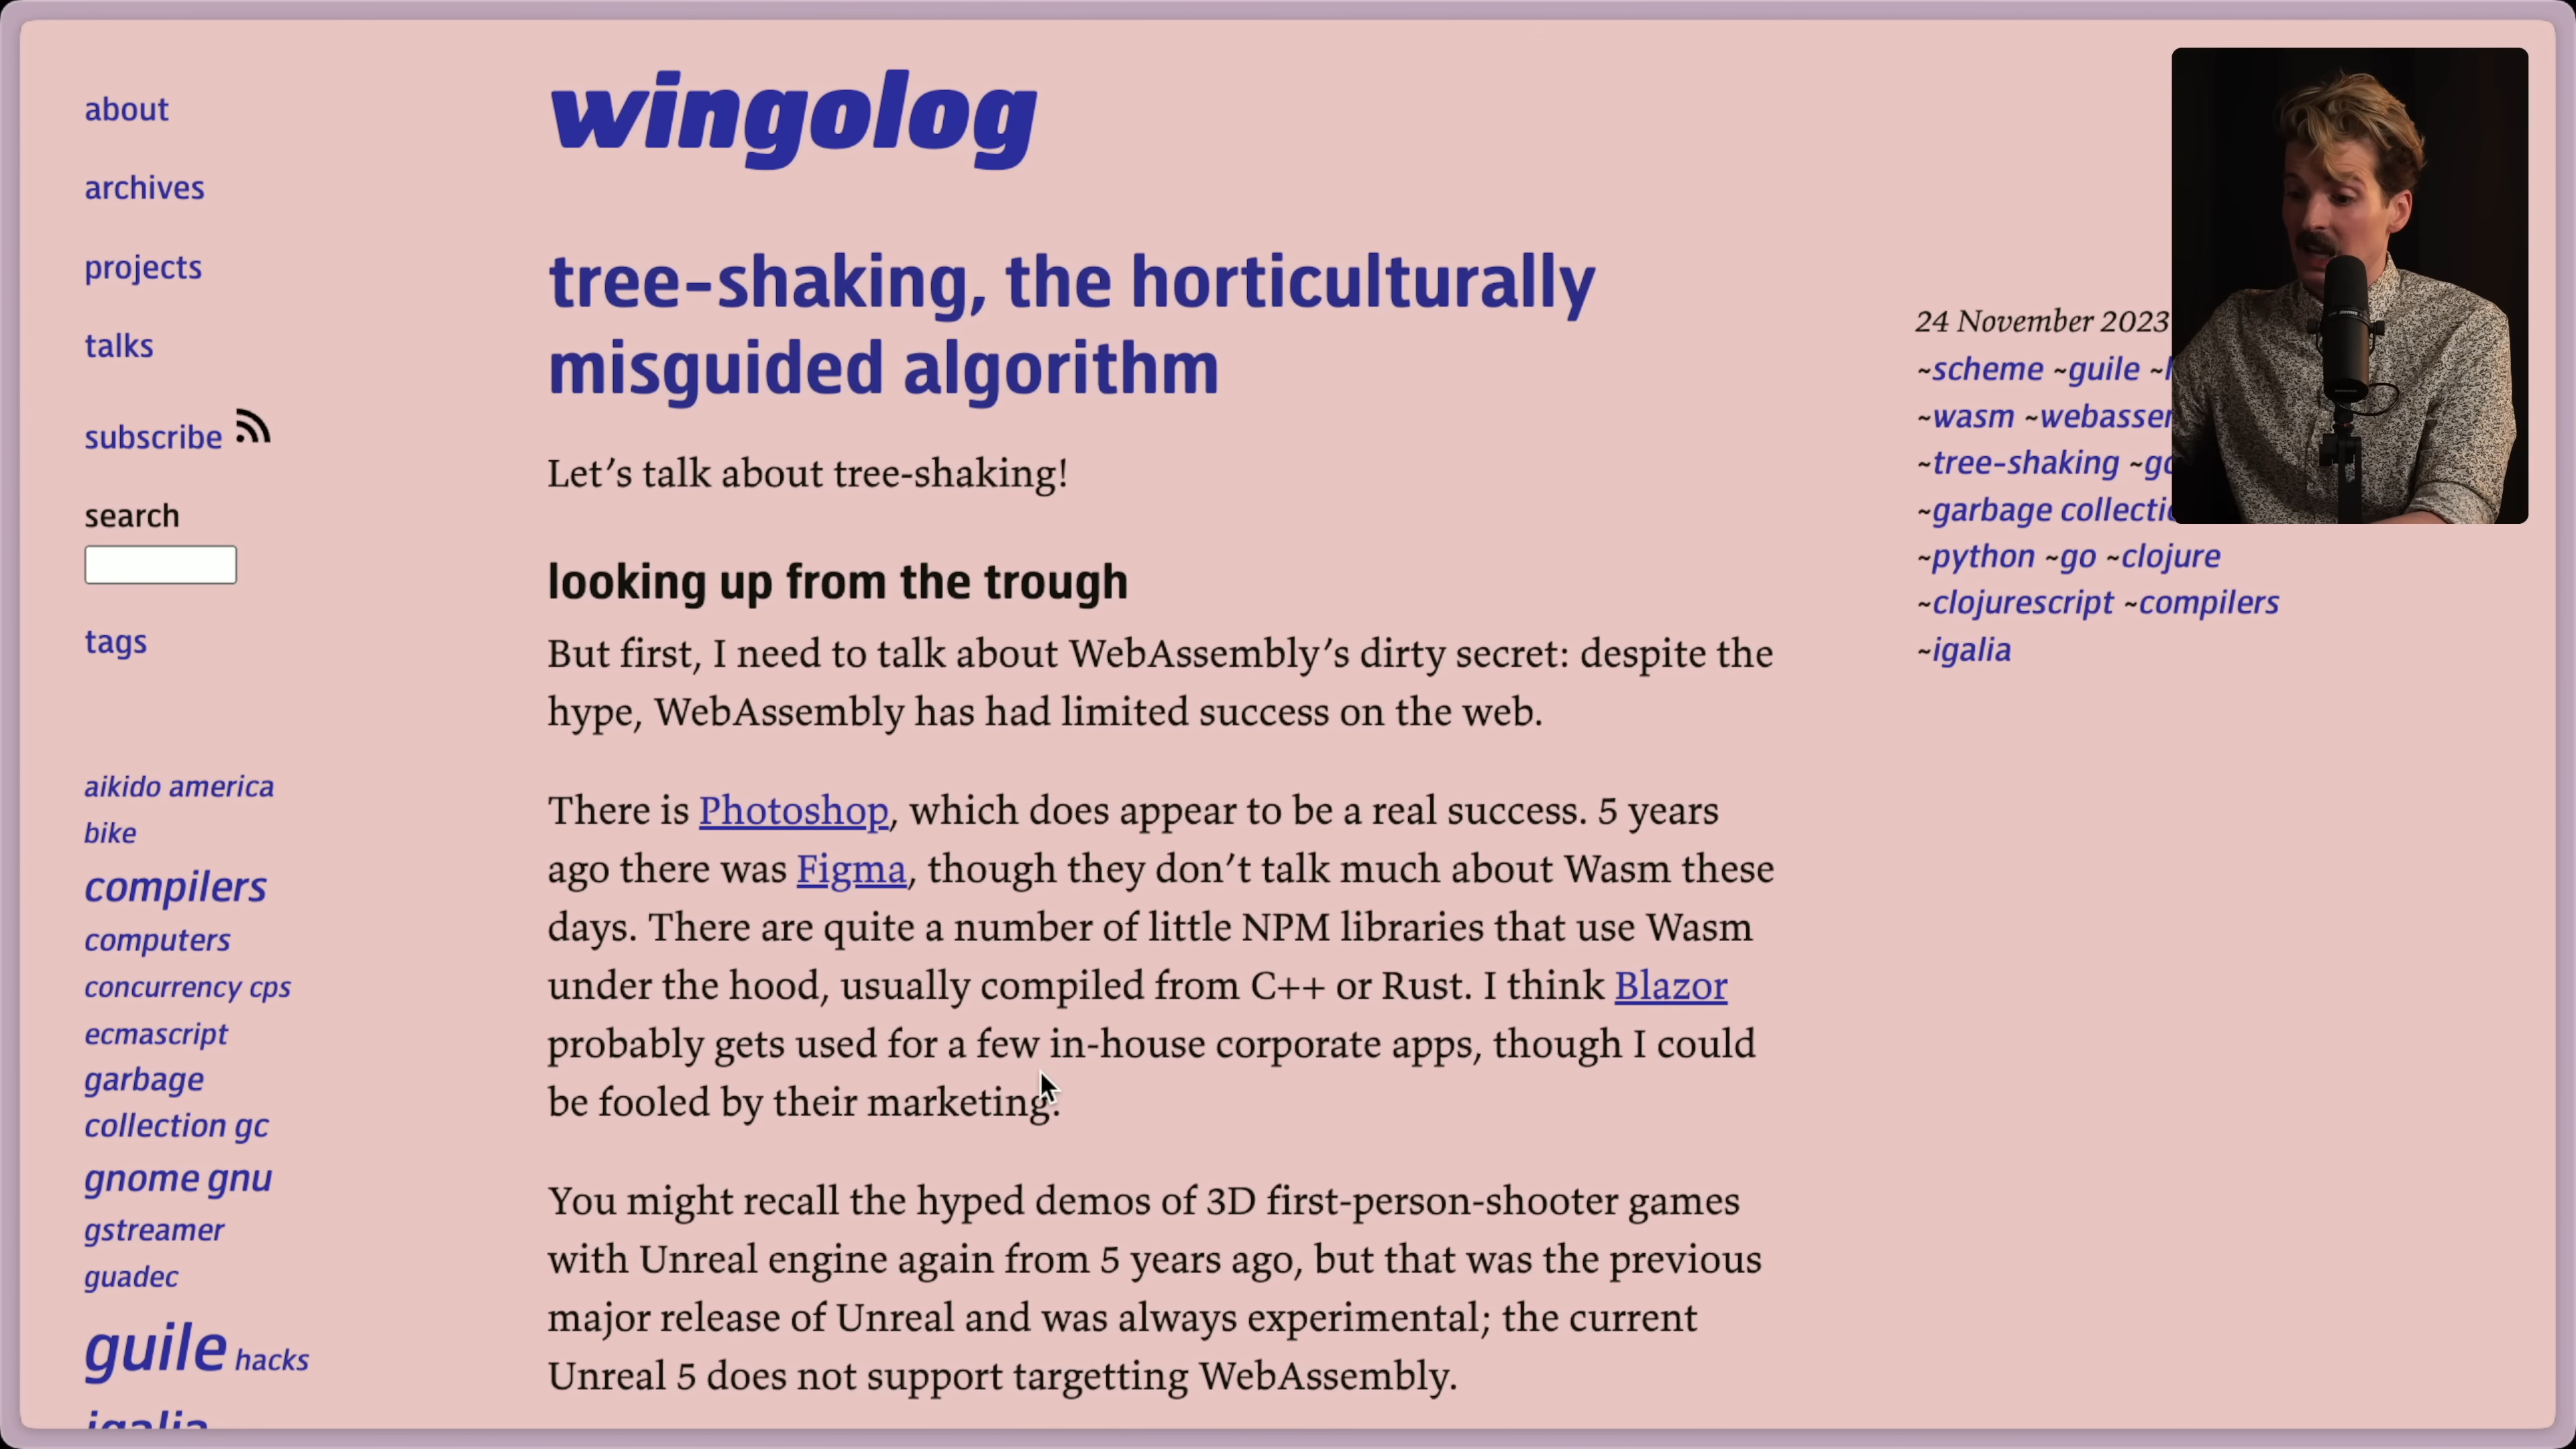 about
archives
projects
talks
subscribe
search
tags
aikido america
bike
compilers
computers
concurrency cps
ecmascript
garbage
collection gc
gnome gnu
gstreamer
guadec
guile hacks
igalia
wingolog
tree-shaking, the horticulturally
misguided algorithm
Let’s talk about tree-shaking!
looking up from the trough
But first, I need to talk about WebAssembly’s dirty secret: despite the
hype, WebAssembly has had limited success on the web.
There is Photoshop, which does appear to be a real success. 5 years
ago there was Figma, though they don’t talk much about Wasm these
days. There are quite a number of little NPM libraries that use Wasm
under the hood, usually compiled from C++ or Rust. I think Blazor
probably gets used for a few in-house corporate apps, though I could
be fooled by their marketing.
You might recall the hyped demos of 3D first-person-shooter games
with Unreal engine again from 5 years ago, but that was the previous
major release of Unreal and was always experimental; the current
Unreal 5 does not support targetting WebAssembly.
24 November 2023
~scheme ~guile
~wasm
~tree-shaking
~garbage
~python ~go ~clojure
~clojurescript ~compilers
~igalia